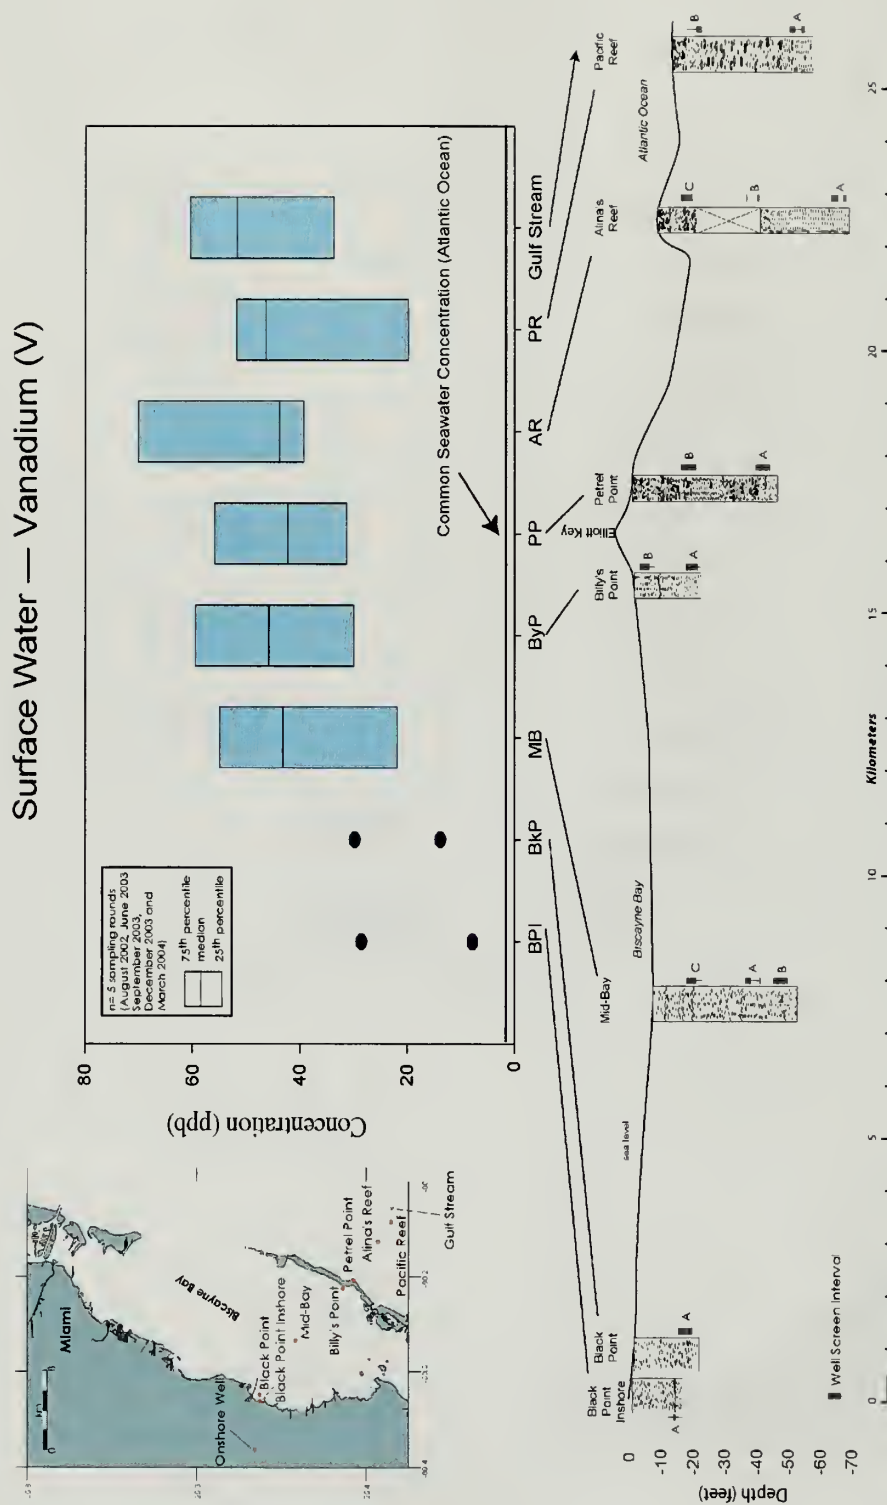 Surface Water — Vanadium (V)
Miami
Biscayne Bay
Onshore Well
Black Point
Black Point Inshore
Mid-Bay
Billy's Point
Petrel Point
Alina's Reef
Pacific Reef
Gulf Stream
n= 5 sampling rounds
(August 2002, June 2003
September 2003,
December 2003 and
March 2004)
75th percentile
median
25th percentile
Concentration (ppb)
80
60
40
20
0
Common Seawater Concentration (Atlantic Ocean)
BPI
BkP
MB
ByP
PP
AR
PR
Gulf Stream
Black
Point
Inshore
Black
Point
Mid-Bay
Billy's
Point
Elliott Key
Petrel
Point
Alina's
Reef
Pacific
Reef
sea level
Biscayne Bay
Atlantic Ocean
A
A
C
A
B
B
A
B
A
C
B
A
B
A
Depth (feet)
0
-10
-20
-30
-40
-50
-60
-70
Well Screen Interval
0
5
10
15
20
25
Kilometers